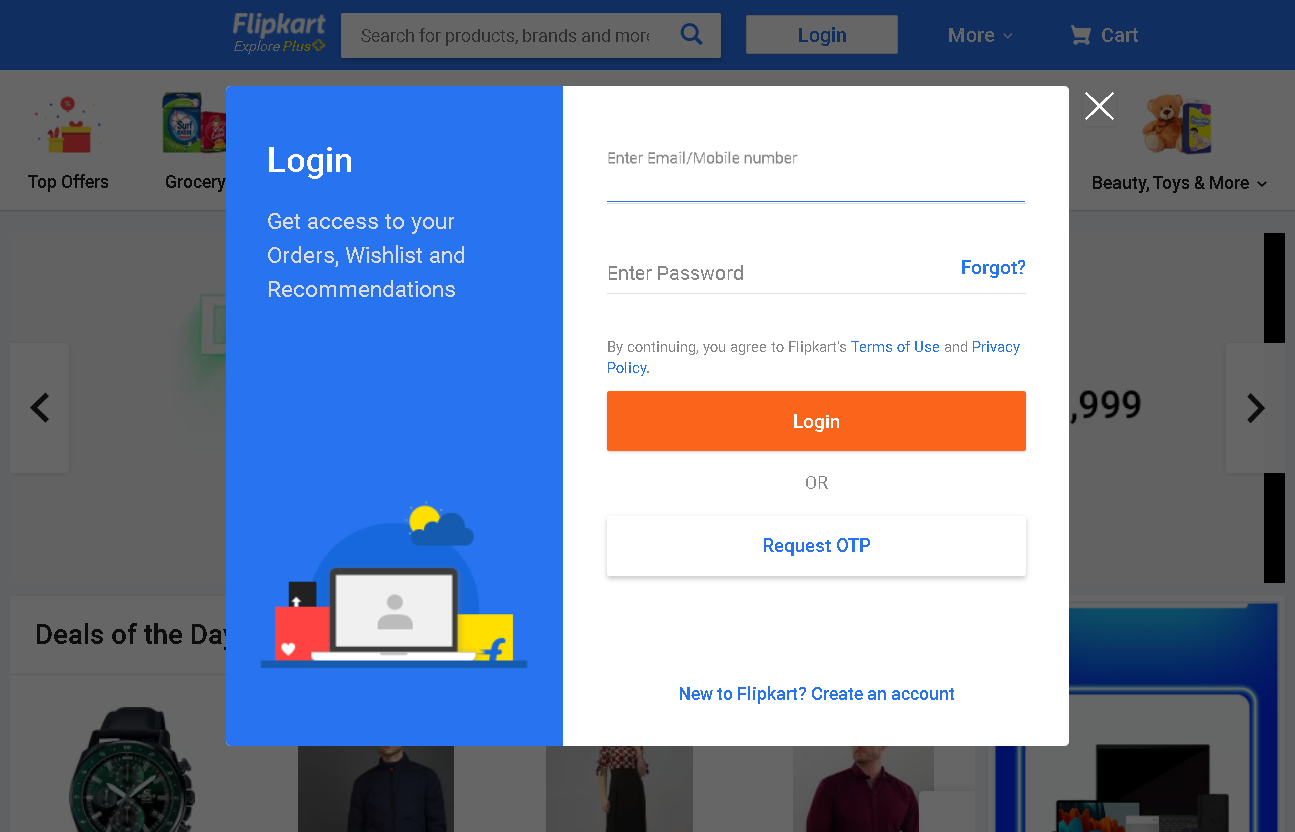 Flipkart
Explore Plus
Search for products, brands and more
Login
More
Cart
Top Offers
Grocery
Beauty, Toys & More
Login
Get access to your
Orders, Wishlist and
Recommendations
Enter Email/Mobile number
Enter Password
Forgot?
By continuing, you agree to Flipkart's Terms of Use and Privacy
Policy.
Login
OR
Request OTP
New to Flipkart? Create an account
,999
Deals of the Day